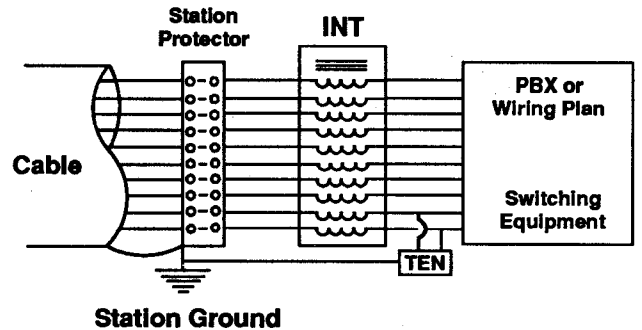 Station
Protector
INT
PBX or
Wiring Plan
Cable
Switching
Equipment
TEN
Station Ground